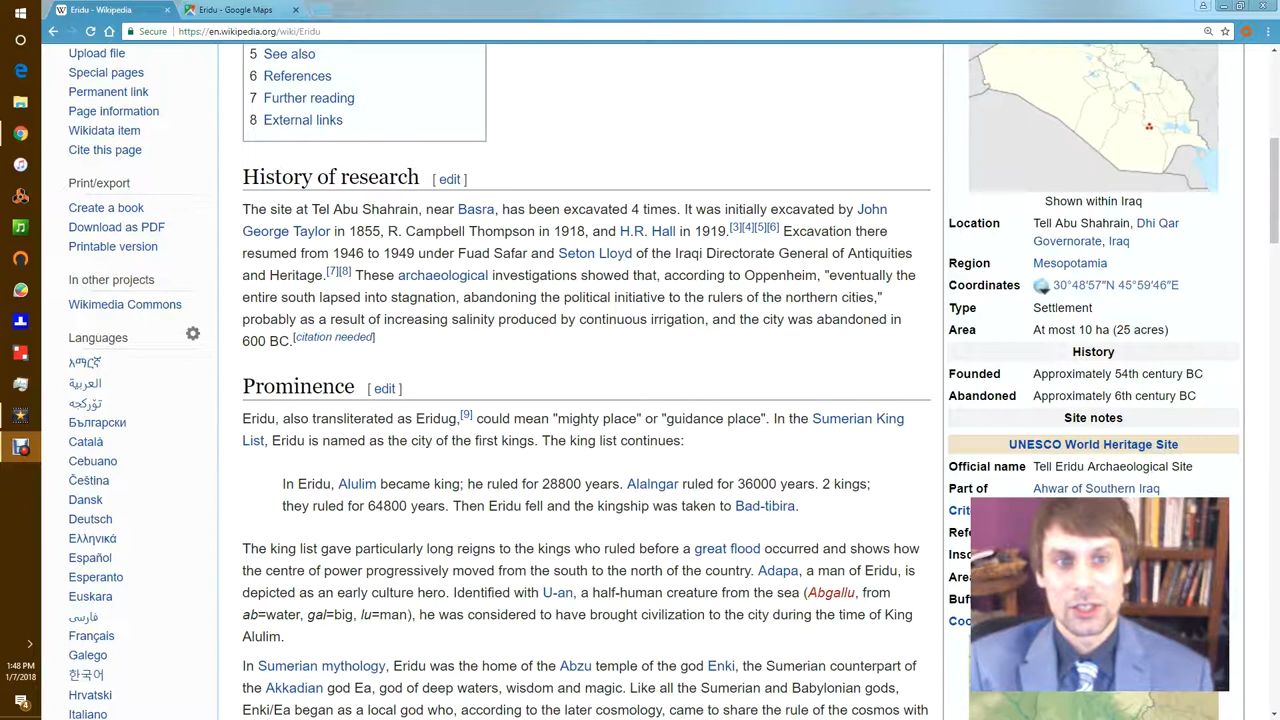 Eridu - Wikipedia
Eridu - Google Maps
Secure
https://en.wikipedia.org/wiki/Eridu
Upload file
Special pages
Permanent link
Page information
Wikidata item
Cite this page
Print/export
Create a book
Download as PDF
Printable version
In other projects
Wikimedia Commons
Languages
አማርኛ
العربية
تۆرکجه
Български
Català
Cebuano
Čeština
Dansk
Deutsch
Ελληνικά
Español
Esperanto
Euskara
فارسی
Français
Galego
한국어
Hrvatski
Italiano
1:48 PM
1/7/2018
4
5 See also
6 References
7 Further reading
8 External links
History of research [ edit ]
The site at Tel Abu Shahrain, near Basra, has been excavated 4 times. It was initially excavated by John
George Taylor in 1855, R. Campbell Thompson in 1918, and H.R. Hall in 1919.[3][4][5][6] Excavation there
resumed from 1946 to 1949 under Fuad Safar and Seton Lloyd of the Iraqi Directorate General of Antiquities
and Heritage.[7][8] These archaeological investigations showed that, according to Oppenheim, "eventually the
entire south lapsed into stagnation, abandoning the political initiative to the rulers of the northern cities,"
probably as a result of increasing salinity produced by continuous irrigation, and the city was abandoned in
600 BC.[citation needed]
Prominence [ edit ]
Eridu, also transliterated as Eridug,[9] could mean "mighty place" or "guidance place". In the Sumerian King
List, Eridu is named as the city of the first kings. The king list continues:
In Eridu, Alulim became king; he ruled for 28800 years. Alalngar ruled for 36000 years. 2 kings;
they ruled for 64800 years. Then Eridu fell and the kingship was taken to Bad-tibira.
The king list gave particularly long reigns to the kings who ruled before a great flood occurred and shows how
the centre of power progressively moved from the south to the north of the country. Adapa, a man of Eridu, is
depicted as an early culture hero. Identified with U-an, a half-human creature from the sea (Abgallu, from
ab=water, gal=big, lu=man), he was considered to have brought civilization to the city during the time of King
Alulim.
In Sumerian mythology, Eridu was the home of the Abzu temple of the god Enki, the Sumerian counterpart of
the Akkadian god Ea, god of deep waters, wisdom and magic. Like all the Sumerian and Babylonian gods,
Enki/Ea began as a local god who, according to the later cosmology, came to share the rule of the cosmos with
Shown within Iraq
Location Tell Abu Shahrain, Dhi Qar
Governorate, Iraq
Region Mesopotamia
Coordinates 30°48′57″N 45°59′46″E
Type Settlement
Area At most 10 ha (25 acres)
History
Founded Approximately 54th century BC
Abandoned Approximately 6th century BC
Site notes
UNESCO World Heritage Site
Official name Tell Eridu Archaeological Site
Part of Ahwar of Southern Iraq
Crite
Refe
Insc
Area
Buff
Coo